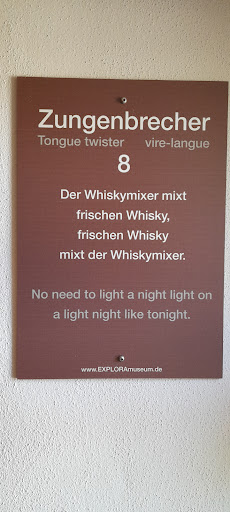 Zungenbrecher
Tongue twister vire-langue
8
Der Whiskymixer mixt
frischen Whisky,
frischen Whisky
mixt der Whiskymixer.
No need to light a night light on
a light night like tonight.
www.EXPLORAmuseum.de